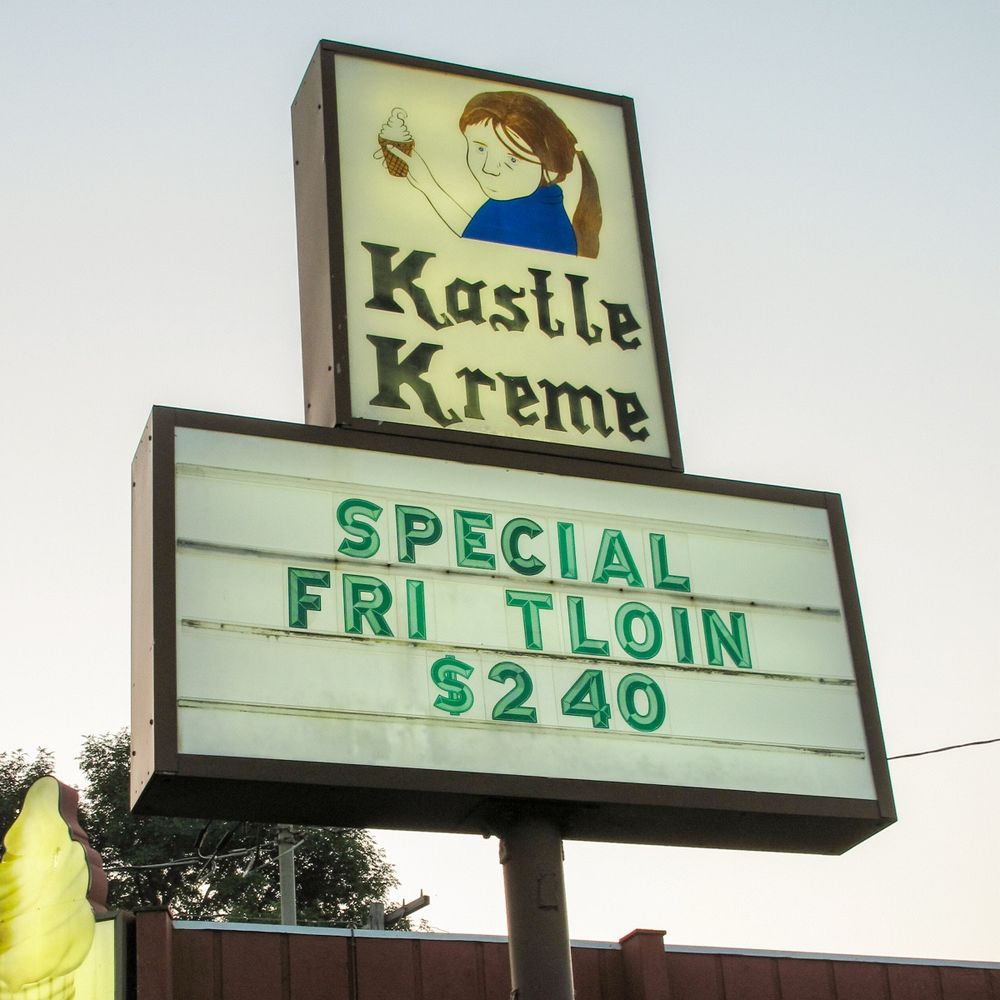 Kastle
Kreme
SPECIAL
FRI TLOIN
$240